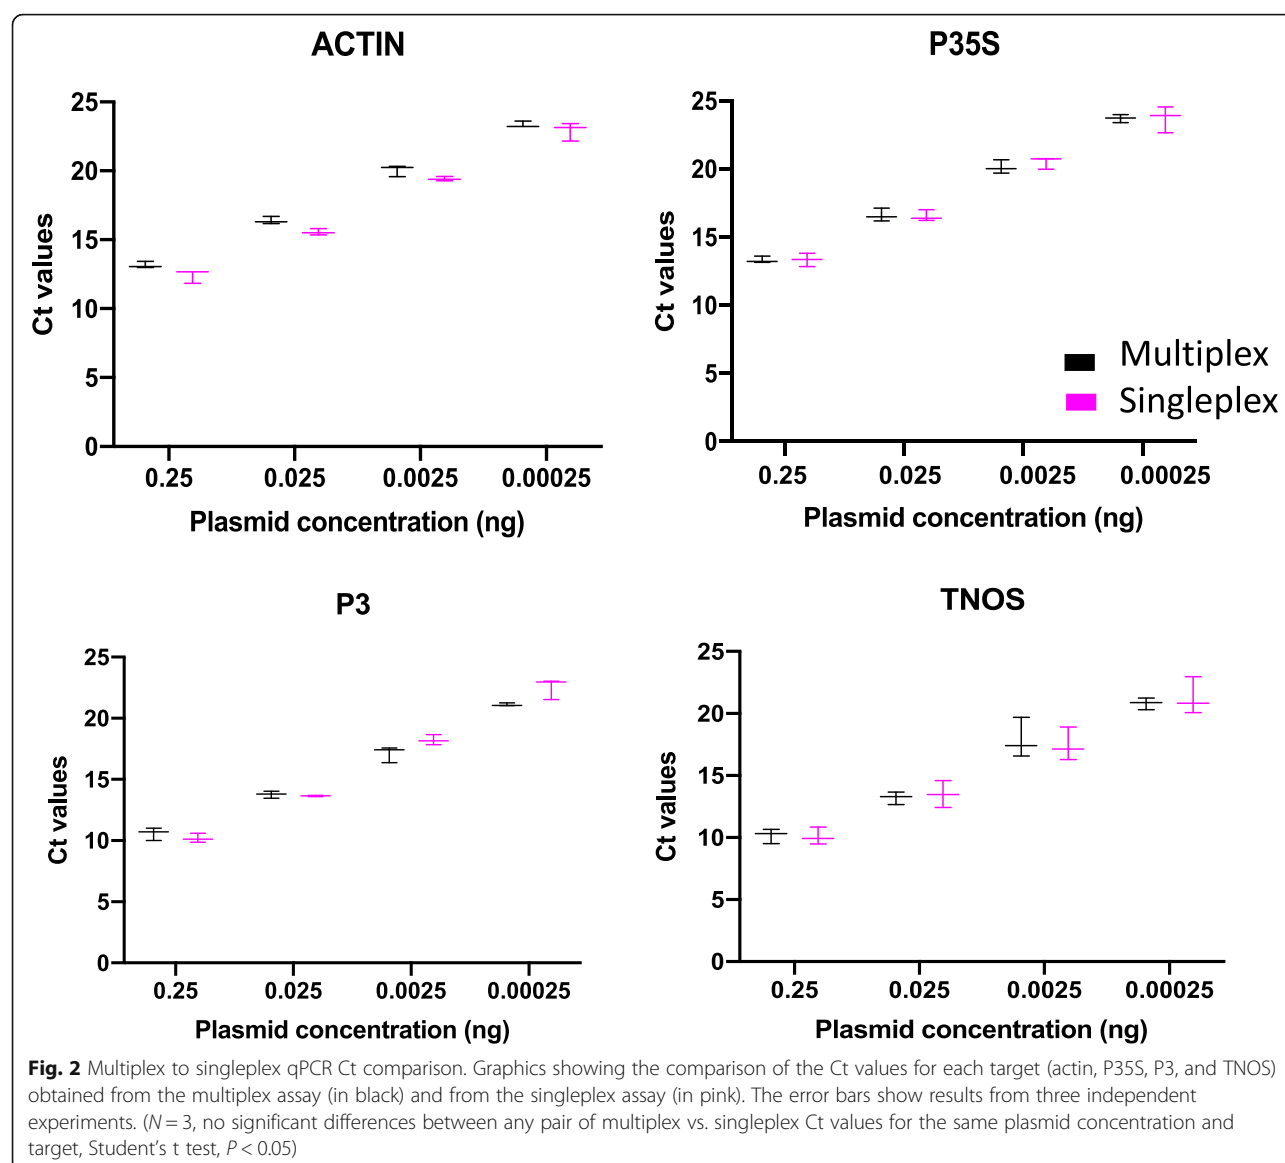 ACTIN
25
20
15
10
5
0
Ct values
0.25 0.025 0.0025 0.00025
Plasmid concentration (ng)
P35S
25
20
15
10
5
0
Ct values
Multiplex
Singleplex
0.25 0.025 0.0025 0.00025
Plasmid concentration (ng)
P3
25
20
15
10
5
0
Ct values
0.25 0.025 0.0025 0.00025
Plasmid concentration (ng)
TNOS
25
20
15
10
5
0
Ct values
0.25 0.025 0.0025 0.00025
Plasmid concentration (ng)
Fig. 2 Multiplex to singleplex qPCR Ct comparison. Graphics showing the comparison of the Ct values for each target (actin, P35S, P3, and TNOS)
obtained from the multiplex assay (in black) and from the singleplex assay (in pink). The error bars show results from three independent
experiments. (N = 3, no significant differences between any pair of multiplex vs. singleplex Ct values for the same plasmid concentration and
target, Student’s t test, P < 0.05)